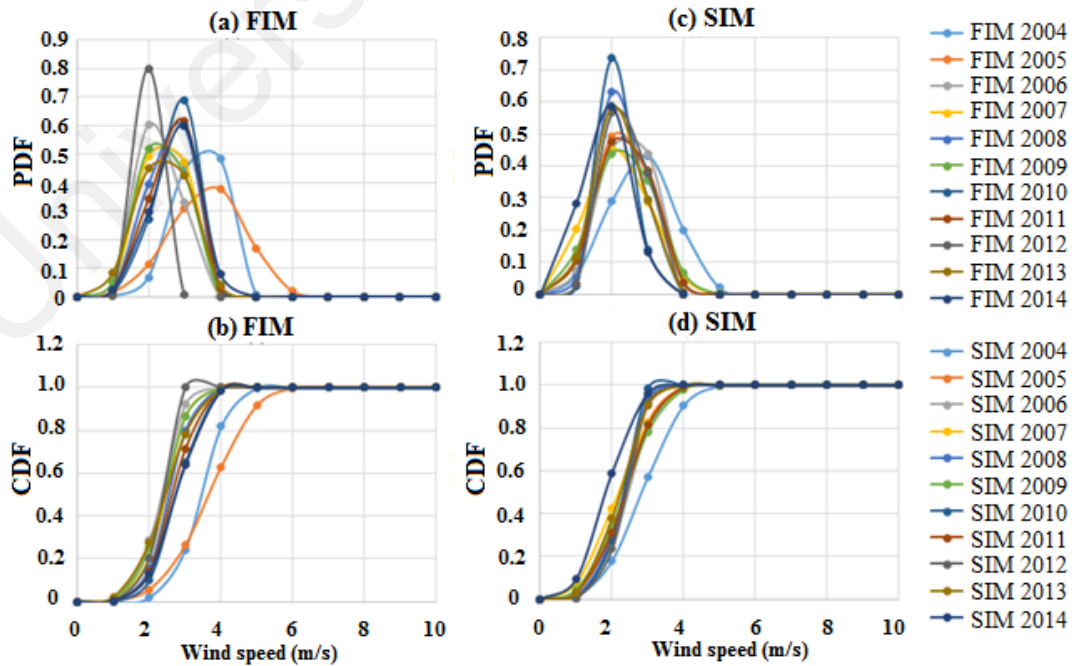 (a) FIM
0.9
0.8
0.7
0.6
0.5
0.4
0.3
0.2
0.1
0
PDF
(c) SIM
0.8
0.7
0.6
0.5
0.4
0.3
0.2
0.1
0
PDF
FIM 2004
FIM 2005
FIM 2006
FIM 2007
FIM 2008
FIM 2009
FIM 2010
FIM 2011
FIM 2012
FIM 2013
FIM 2014
(b) FIM
1.2
1.0
0.8
0.6
0.4
0.2
0
CDF
0 2 4 6 8 10
Wind speed (m/s)
(d) SIM
1.2
1.0
0.8
0.6
0.4
0.2
0
CDF
0 2 4 6 8 10
Wind speed (m/s)
SIM 2004
SIM 2005
SIM 2006
SIM 2007
SIM 2008
SIM 2009
SIM 2010
SIM 2011
SIM 2012
SIM 2013
SIM 2014
Univers